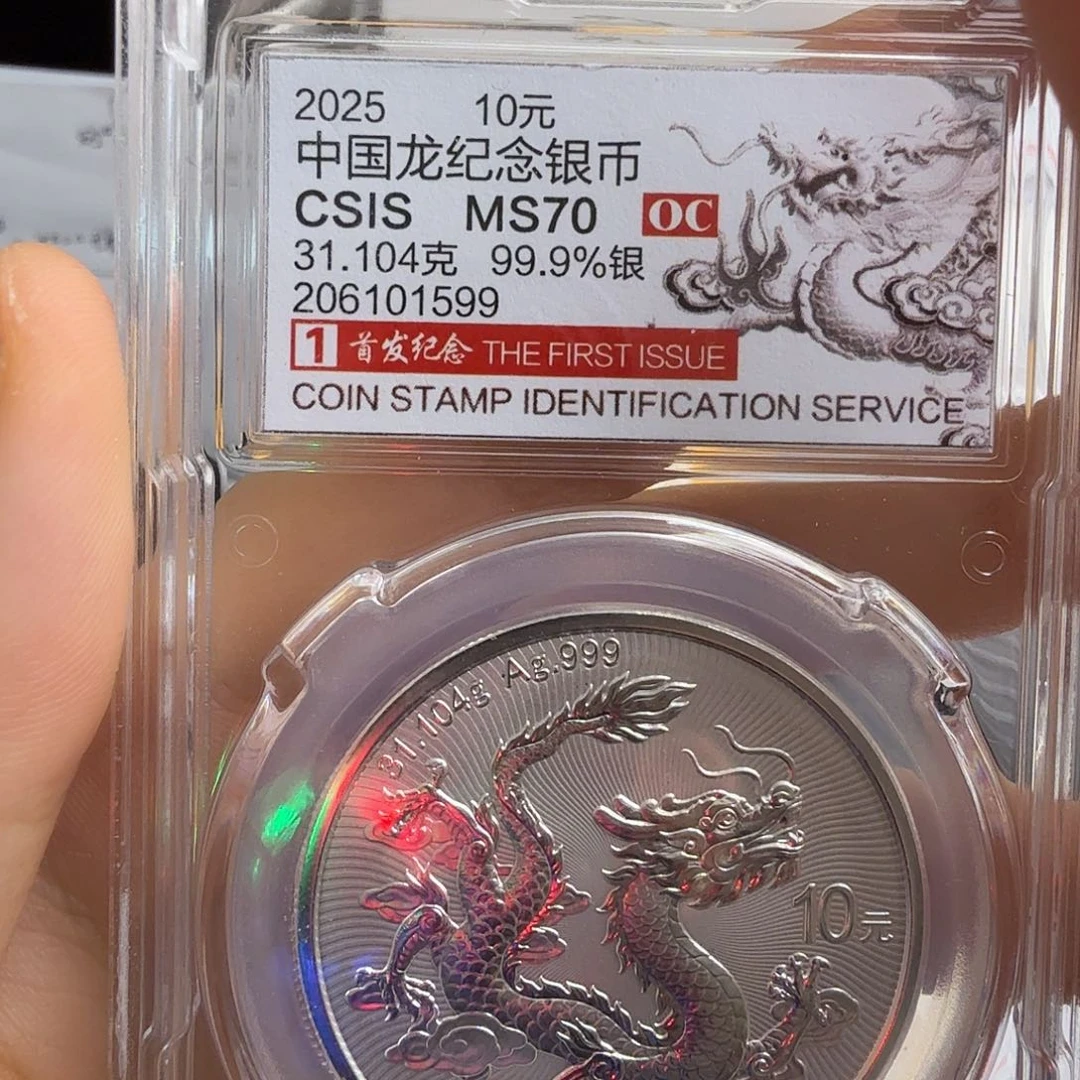 2025 10元
中国龙纪念银币
CSIS MS70 OC
31.104克 99.9%银
206101599
1 首发纪念 THE FIRST ISSUE
COIN STAMP IDENTIFICATION SERVICE
31.104g Ag.999
10元